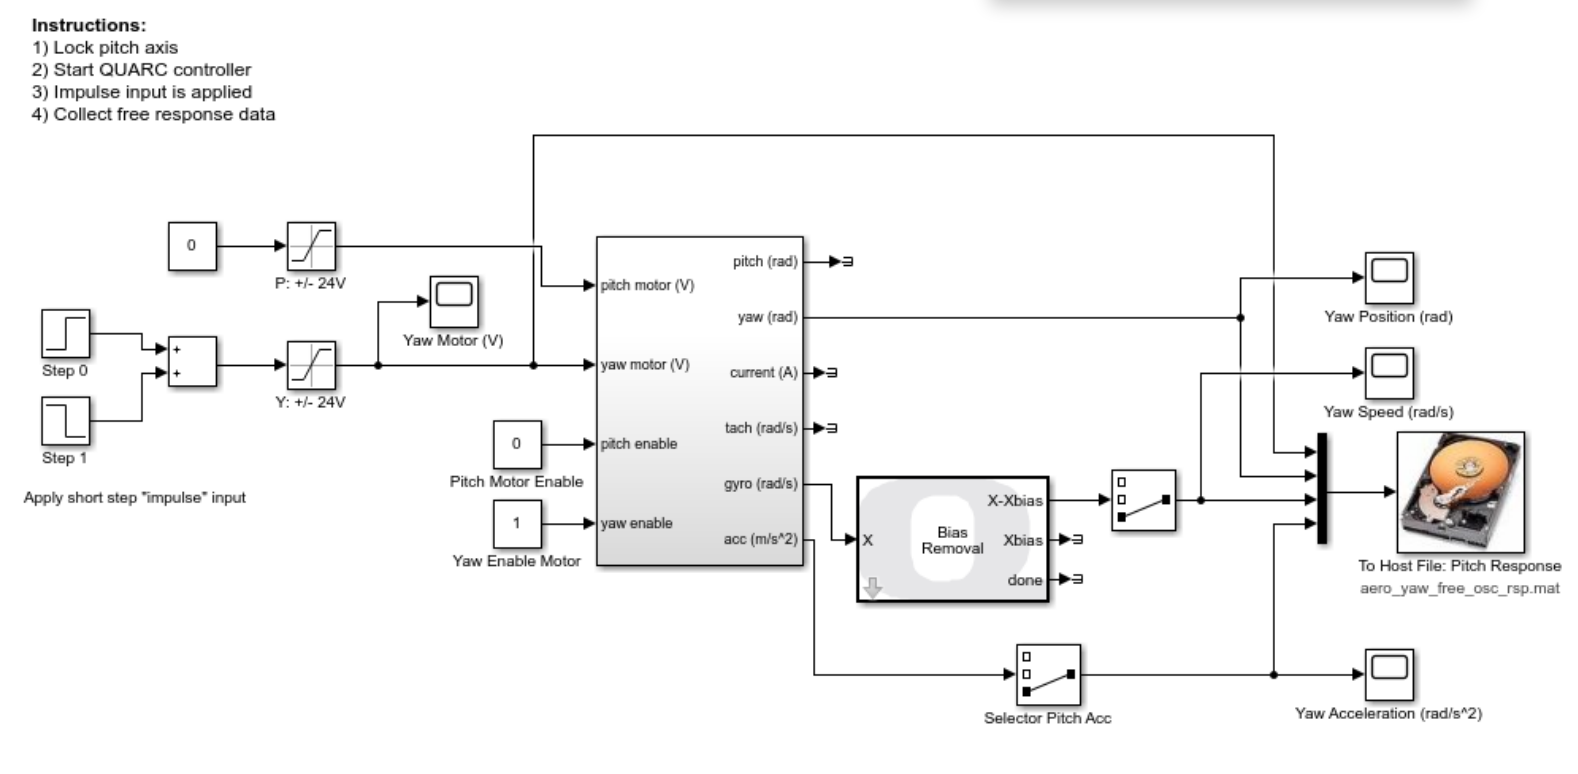 Instructions:
1) Lock pitch axis
2) Start QUARC controller
3) Impulse input is applied
4) Collect free response data
0
P: +/- 24V
Step 0
+
+
Step 1
Y: +/- 24V
Yaw Motor (V)
Apply short step "impulse" input
0
Pitch Motor Enable
1
Yaw Enable Motor
pitch motor (V)
yaw motor (V)
pitch enable
yaw enable
pitch (rad)
yaw (rad)
current (A)
tach (rad/s)
gyro (rad/s)
acc (m/s^2)
X
Bias
Removal
X-Xbias
Xbias
done
Selector Pitch Acc
Yaw Position (rad)
Yaw Speed (rad/s)
To Host File: Pitch Response
aero_yaw_free_osc_rsp.mat
Yaw Acceleration (rad/s^2)